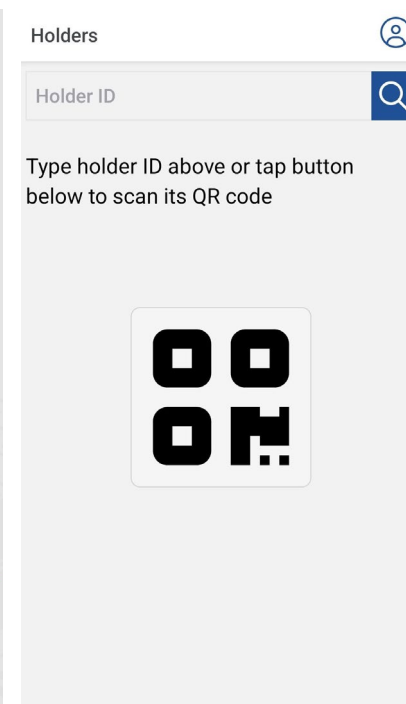 Holders
Holder ID
Type holder ID above or tap button
below to scan its QR code